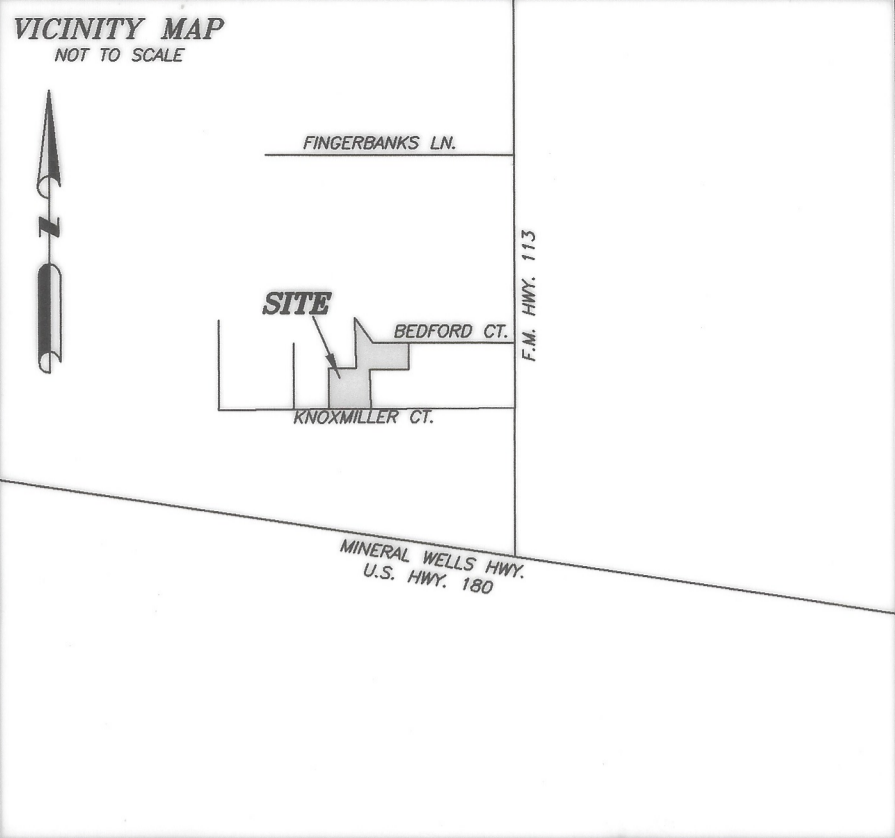 VICINITY MAP
NOT TO SCALE
FINGERBANKS LN.
N
F.M. HWY. 113
SITE
BEDFORD CT.
KNOXMILLER CT.
MINERAL WELLS HWY.
U.S. HWY. 180